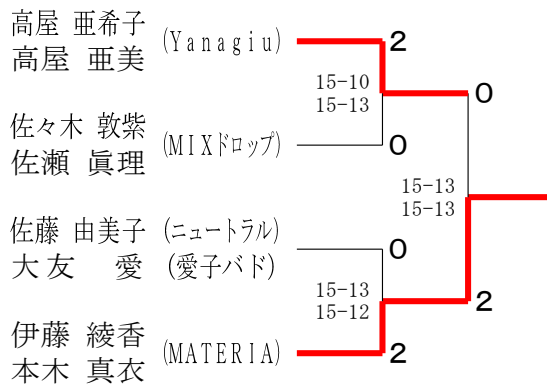 高屋 亜希子
高屋 亜美
(Yanagiu)
2
15-10
15-13
0
佐々木 敦紫
佐瀬 眞理
(MIXドロップ)
0
15-13
15-13
佐藤 由美子 (ニュートラル)
大友 愛 (愛子バド)
0
15-13
15-12
2
伊藤 綾香
本木 真衣
(MATERIA)
2